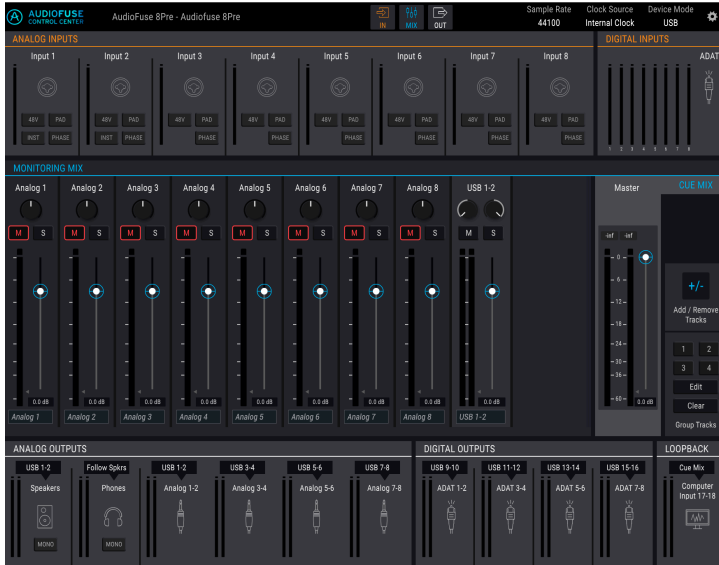 AUDIOFUSE
CONTROL CENTER
AudioFuse 8Pre - Audiofuse 8Pre
IN MIX OUT
Sample Rate Clock Source Device Mode
44100 Internal Clock USB
ANALOG INPUTS DIGITAL INPUTS
Input 1 Input 2 Input 3 Input 4 Input 5 Input 6 Input 7 Input 8 ADAT
48V PAD 48V PAD 48V PAD 48V PAD 48V PAD 48V PAD 48V PAD 48V PAD
INST PHASE INST PHASE PHASE PHASE PHASE PHASE PHASE PHASE
1 2 3 4 5 6 7 8
MONITORING MIX
CUE MIX
Analog 1 Analog 2 Analog 3 Analog 4 Analog 5 Analog 6 Analog 7 Analog 8 USB 1-2 Master
M S M S M S M S M S M S M S M S M S
-inf -inf
0
6
12
18
24
30
36
60
+/-
Add / Remove
Tracks
1 2
3 4
Edit
Clear
Group Tracks
0.0 dB 0.0 dB 0.0 dB 0.0 dB 0.0 dB 0.0 dB 0.0 dB 0.0 dB 0.0 dB 0.0 dB
Analog 1 Analog 2 Analog 3 Analog 4 Analog 5 Analog 6 Analog 7 Analog 8 USB 1-2
ANALOG OUTPUTS DIGITAL OUTPUTS LOOPBACK
USB 1-2 Follow Spkrs USB 1-2 USB 3-4 USB 5-6 USB 7-8 USB 9-10 USB 11-12 USB 13-14 USB 15-16 Cue Mix
Speakers Phones Analog 1-2 Analog 3-4 Analog 5-6 Analog 7-8 ADAT 1-2 ADAT 3-4 ADAT 5-6 ADAT 7-8 Computer
Input 17-18
MONO MONO